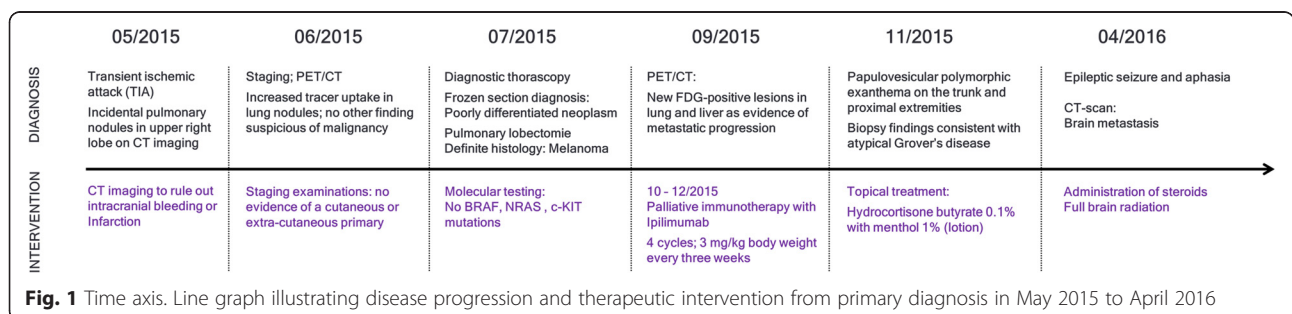 05/2015
06/2015
07/2015
09/2015
11/2015
04/2016
DIAGNOSIS
Transient ischemic
attack (TIA)
Incidental pulmonary
nodules in upper right
lobe on CT imaging
Staging; PET/CT
Increased tracer uptake in
lung nodules; no other finding
suspicious of malignancy
Diagnostic thorascopy
Frozen section diagnosis:
Poorly differentiated neoplasm
Pulmonary lobectomie
Definite histology: Melanoma
PET/CT:
New FDG-positive lesions in
lung and liver as evidence of
metastatic progression
Papulovesicular polymorphic
exanthema on the trunk and
proximal extremities
Biopsy findings consistent with
atypical Grover's disease
Epileptic seizure and aphasia
CT-scan:
Brain metastasis
INTERVENTION
CT imaging to rule out
intracranial bleeding or
Infarction
Staging examinations: no
evidence of a cutaneous or
extra-cutaneous primary
Molecular testing:
No BRAF, NRAS , c-KIT
mutations
10 - 12/2015
Palliative immunotherapy with
Ipilimumab
4 cycles; 3 mg/kg body weight
every three weeks
Topical treatment:
Hydrocortisone butyrate 0.1%
with menthol 1% (lotion)
Administration of steroids
Full brain radiation
Fig. 1 Time axis. Line graph illustrating disease progression and therapeutic intervention from primary diagnosis in May 2015 to April 2016